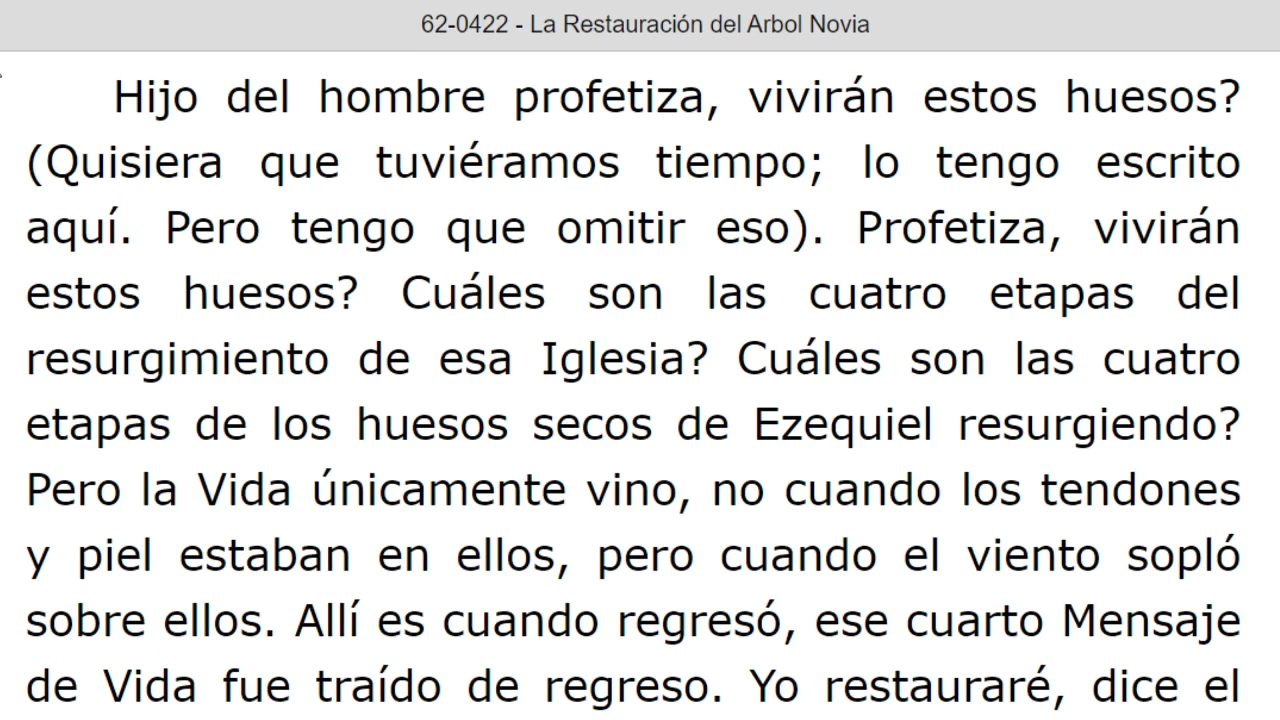 62-0422 - La Restauración del Arbol Novia
Hijo del hombre profetiza, vivirán estos huesos?
(Quisiera que tuviéramos tiempo; lo tengo escrito
aquí. Pero tengo que omitir eso). Profetiza, vivirán
estos huesos? Cuáles son las cuatro etapas del
resurgimiento de esa Iglesia? Cuáles son las cuatro
etapas de los huesos secos de Ezequiel resurgiendo?
Pero la Vida únicamente vino, no cuando los tendones
y piel estaban en ellos, pero cuando el viento sopló
sobre ellos. Allí es cuando regresó, ese cuarto Mensaje
de Vida fue traído de regreso. Yo restauraré, dice el